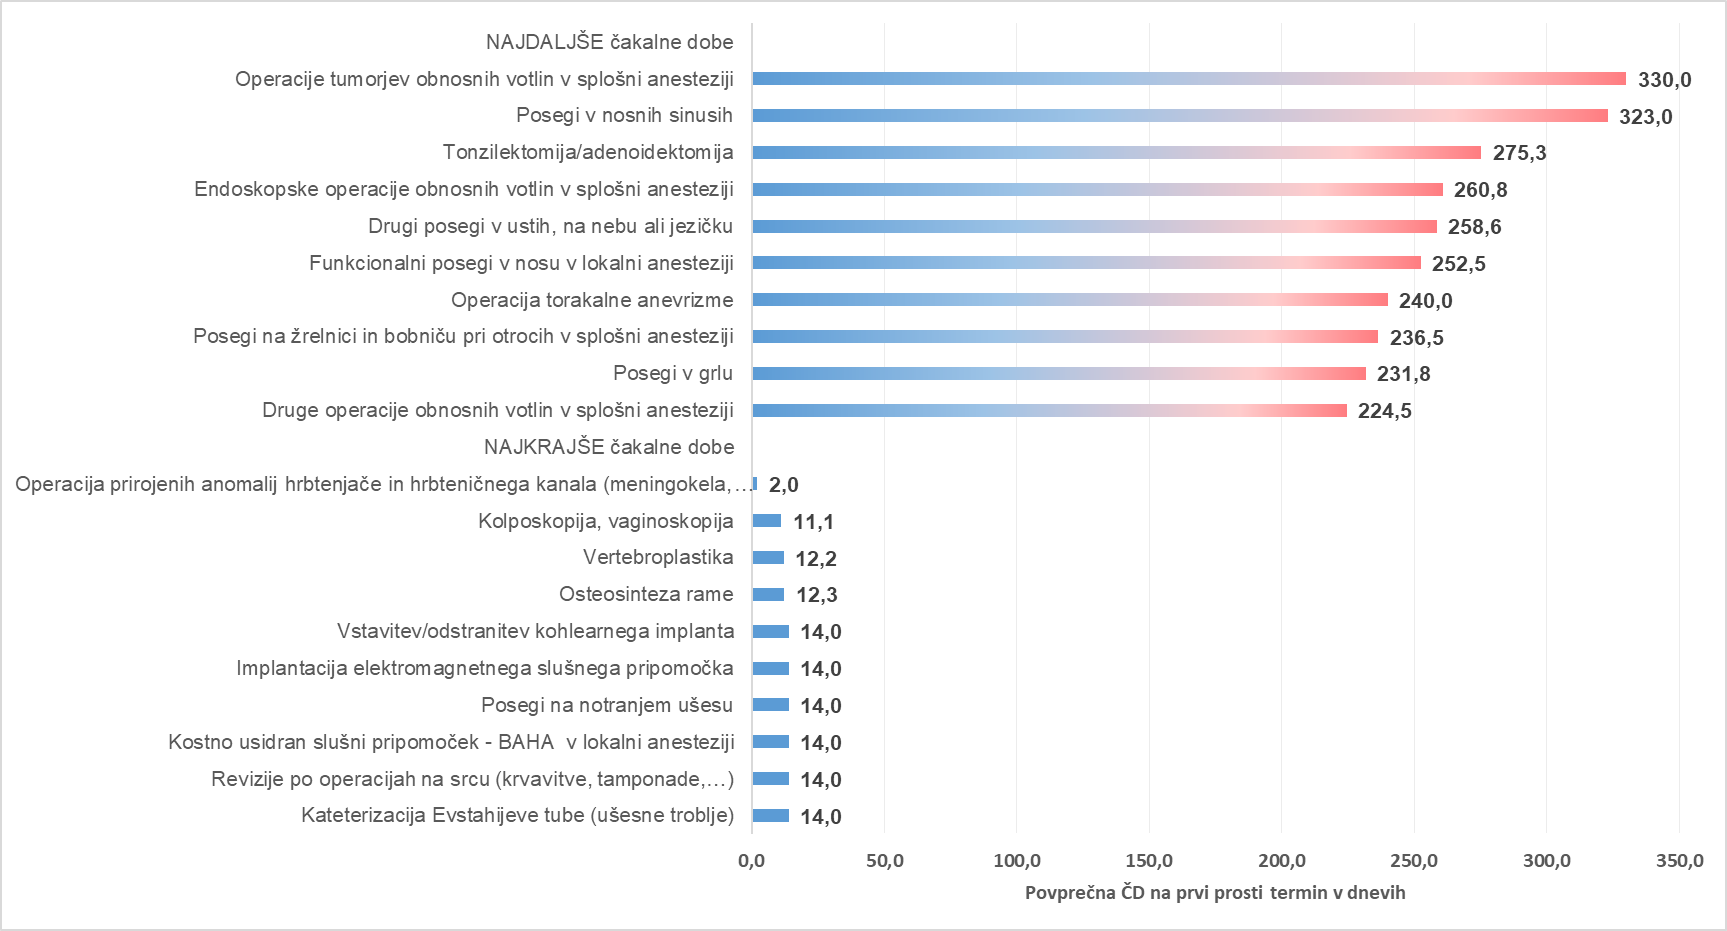 NAJDALJŠE čakalne dobe
Operacije tumorjev obnosnih votlin v splošni anesteziji 330,0
Posegi v nosnih sinusih 323,0
Tonzilektomija/adenoidektomija 275,3
Endoskopske operacije obnosnih votlin v splošni anesteziji 260,8
Drugi posegi v ustih, na nebu ali jezičku 258,6
Funkcionalni posegi v nosu v lokalni anesteziji 252,5
Operacija torakalne anevrizme 240,0
Posegi na žrelnici in bobniču pri otrocih v splošni anesteziji 236,5
Posegi v grlu 231,8
Druge operacije obnosnih votlin v splošni anesteziji 224,5
NAJKRAJŠE čakalne dobe
Operacija prirojenih anomalij hrbtenjače in hrbteničnega kanala (meningokela,… 2,0
Kolposkopija, vaginoskopija 11,1
Vertebroplastika 12,2
Osteosinteza rame 12,3
Vstavitev/odstranitev kohlearnega implanta 14,0
Implantacija elektromagnetnega slušnega pripomočka 14,0
Posegi na notranjem ušesu 14,0
Kostno usidran slušni pripomoček - BAHA  v lokalni anesteziji 14,0
Revizije po operacijah na srcu (krvavitve, tamponade,…) 14,0
Kateterizacija Evstahijeve tube (ušesne troblje) 14,0
0,0 50,0 100,0 150,0 200,0 250,0 300,0 350,0
Povprečna ČD na prvi prosti termin v dnevih